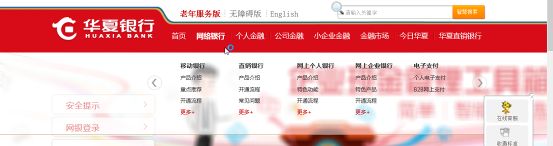 老年服务版 | 无障碍版 | English
华夏银行
HUAXIA BANK
首页 网络银行 个人金融 公司金融 小企业金融 金融市场 今日华夏 华夏直销银行
移动银行 直销银行 网上个人银行 网上企业银行 电子支付
产品介绍 产品介绍 产品介绍 产品介绍 个人电子支付
重点推荐 开通流程 特色功能 特色产品 B2B网上支付
开通流程 常见问题 开通流程 开通流程
更多+ 更多+ 更多+ 更多+
安全提示
网银登录
在线客服